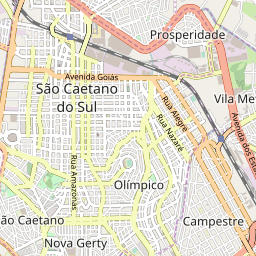 Prosperidade
Avenida Goiás
São Caetano
do Sul
Rua Alegre
Vila Me
Rua Nazaré
Avenida dos Es
Rua Amazonas
Olímpico
ão Caetano
Campestre
Nova Gerty